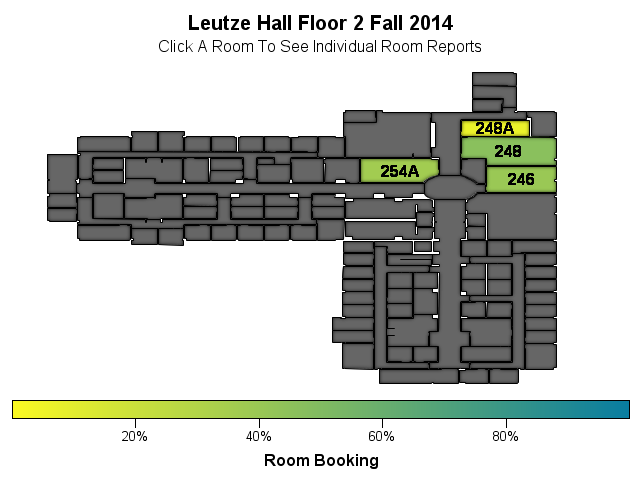 Leutze Hall Floor 2 Fall 2014
Click A Room To See Individual Room Reports
248A
248
254A
246
20%
40%
60%
80%
Room Booking